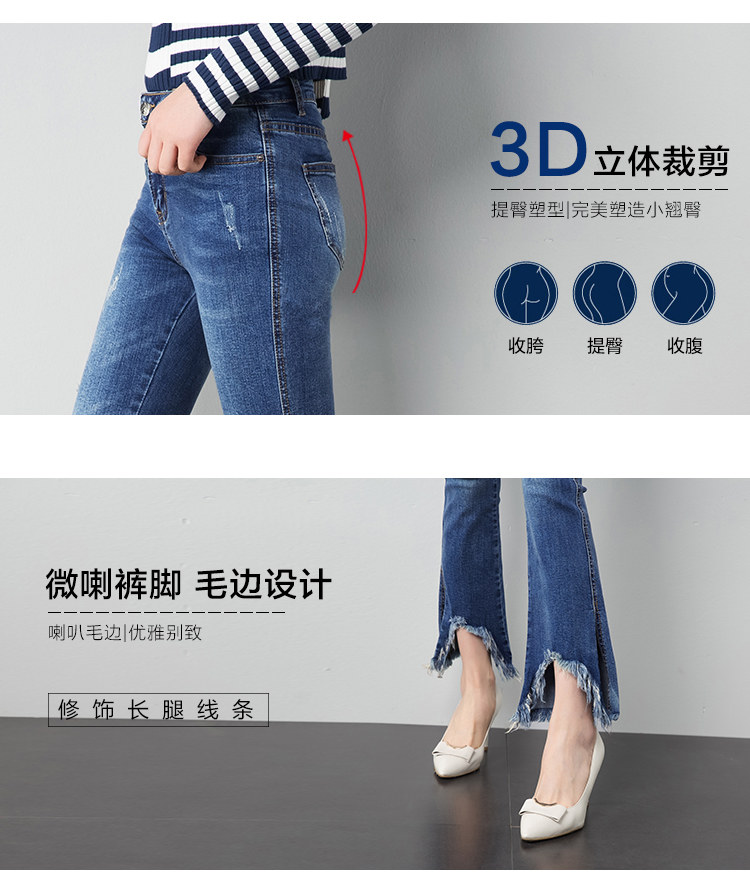 3D立体裁剪
提臀塑型|完美塑造小翘臀
收胯 提臀 收腹
微喇裤脚 毛边设计
喇叭毛边|优雅别致
修饰长腿线条